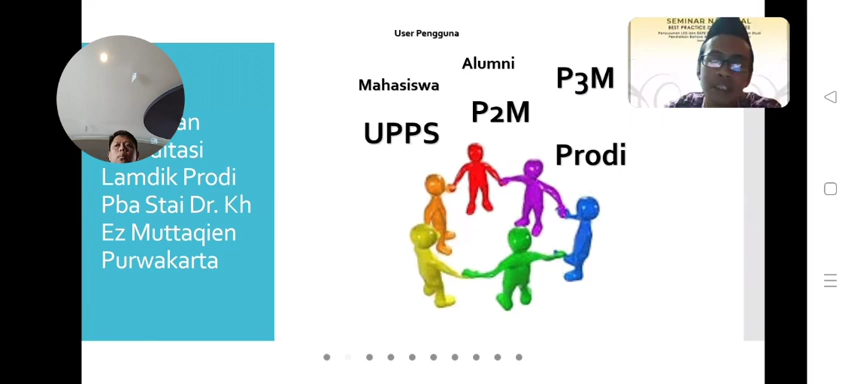 User Pengguna
Alumni
Mahasiswa
P3M
P2M
UPPS
Prodi
Lamdik Prodi
Pba Stai Dr. Kh
Ez Muttaqien
Purwakarta
SEMINAR
BEST PRACTICE